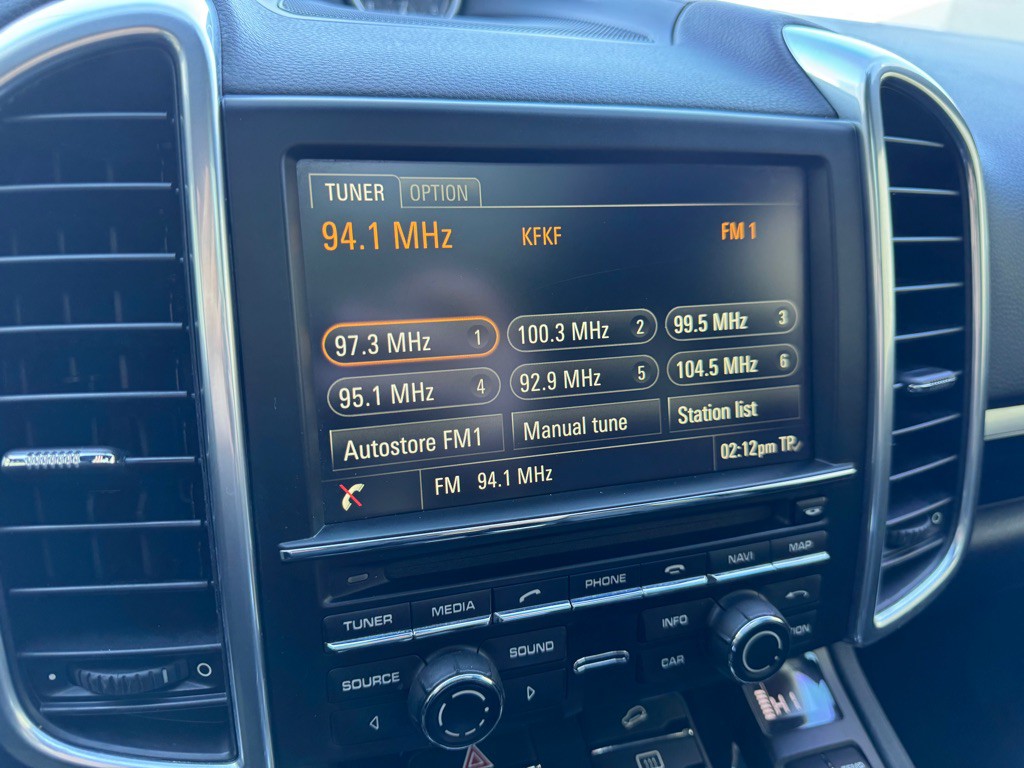 TUNER OPTION
94.1 MHz KFKF FM 1
97.3 MHz 1 100.3 MHz 2 99.5 MHz 3
95.1 MHz 4 92.9 MHz 5 104.5 MHz 6
Autostore FM1 Manual tune Station list
FM 94.1 MHz 02:12pm TP
TUNER MEDIA PHONE NAVI MAP
SOURCE SOUND INFO
CAR
HI